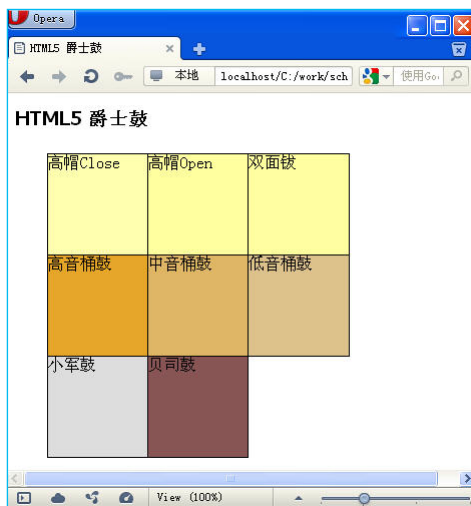 Opera
HTML5 爵士鼓
本地 localhost/C:/work/sch 使用Go
HTML5 爵士鼓
高帽Close 高帽Open 双面钹
高音桶鼓 中音桶鼓 低音桶鼓
小军鼓 贝司鼓
View (100%)